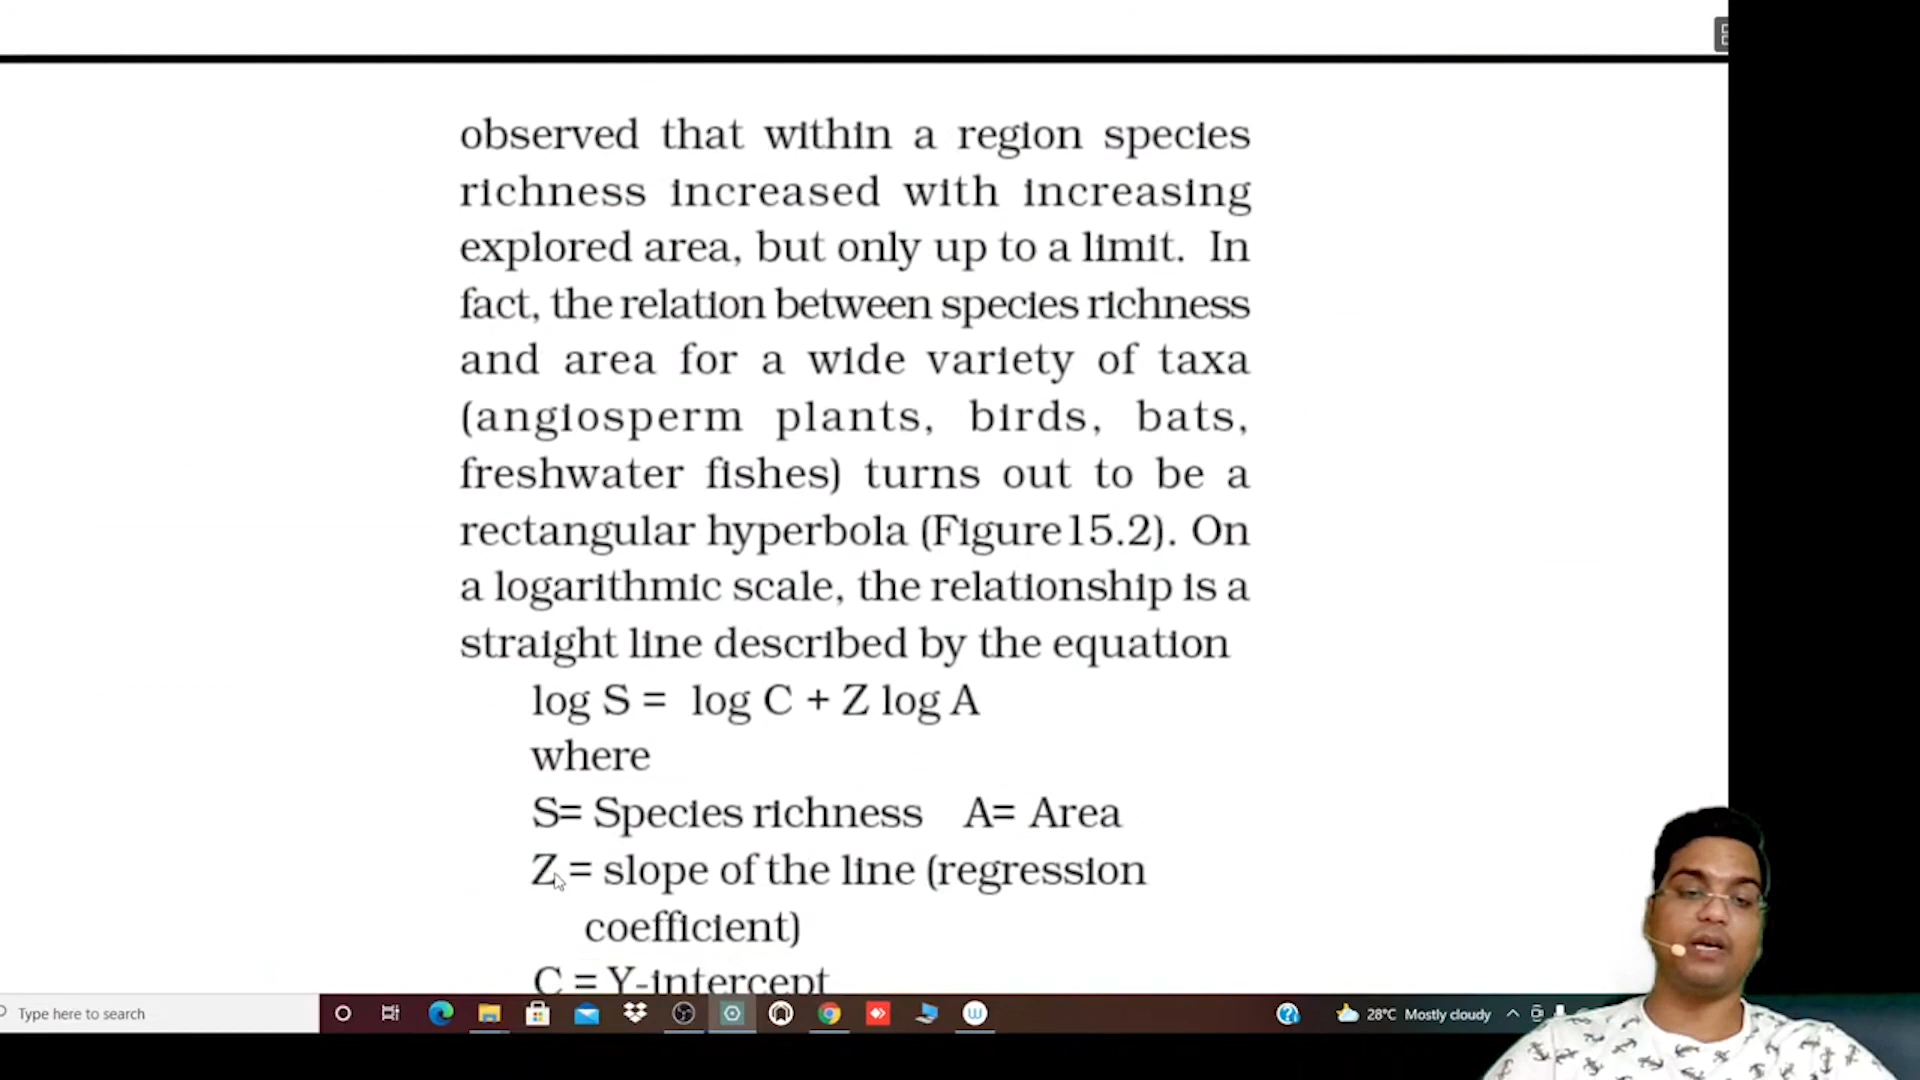 observed that within a region species
richness increased with increasing
explored area, but only up to a limit. In
fact, the relation between species richness
and area for a wide variety of taxa
(angiosperm plants, birds, bats,
freshwater fishes) turns out to be a
rectangular hyperbola (Figure15.2). On
a logarithmic scale, the relationship is a
straight line described by the equation
log S = log C + Z log A
where
S= Species richness A= Area
Z = slope of the line (regression
coefficient)
C = Y-intercept
Type here to search
28°C Mostly cloudy